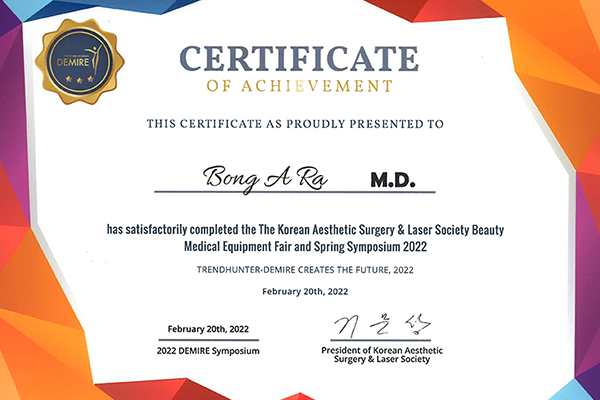 DEMIRE
CERTIFICATE
OF ACHIEVEMENT
THIS CERTIFICATE AS PROUDLY PRESENTED TO
Bong A Ra M.D.
has satisfactorily completed the The Korean Aesthetic Surgery & Laser Society Beauty
Medical Equipment Fair and Spring Symposium 2022
TRENDHUNTER-DEMIRE CREATES THE FUTURE, 2022
February 20th, 2022
February 20th, 2022
2022 DEMIRE Symposium
President of Korean Aesthetic
Surgery & Laser Society